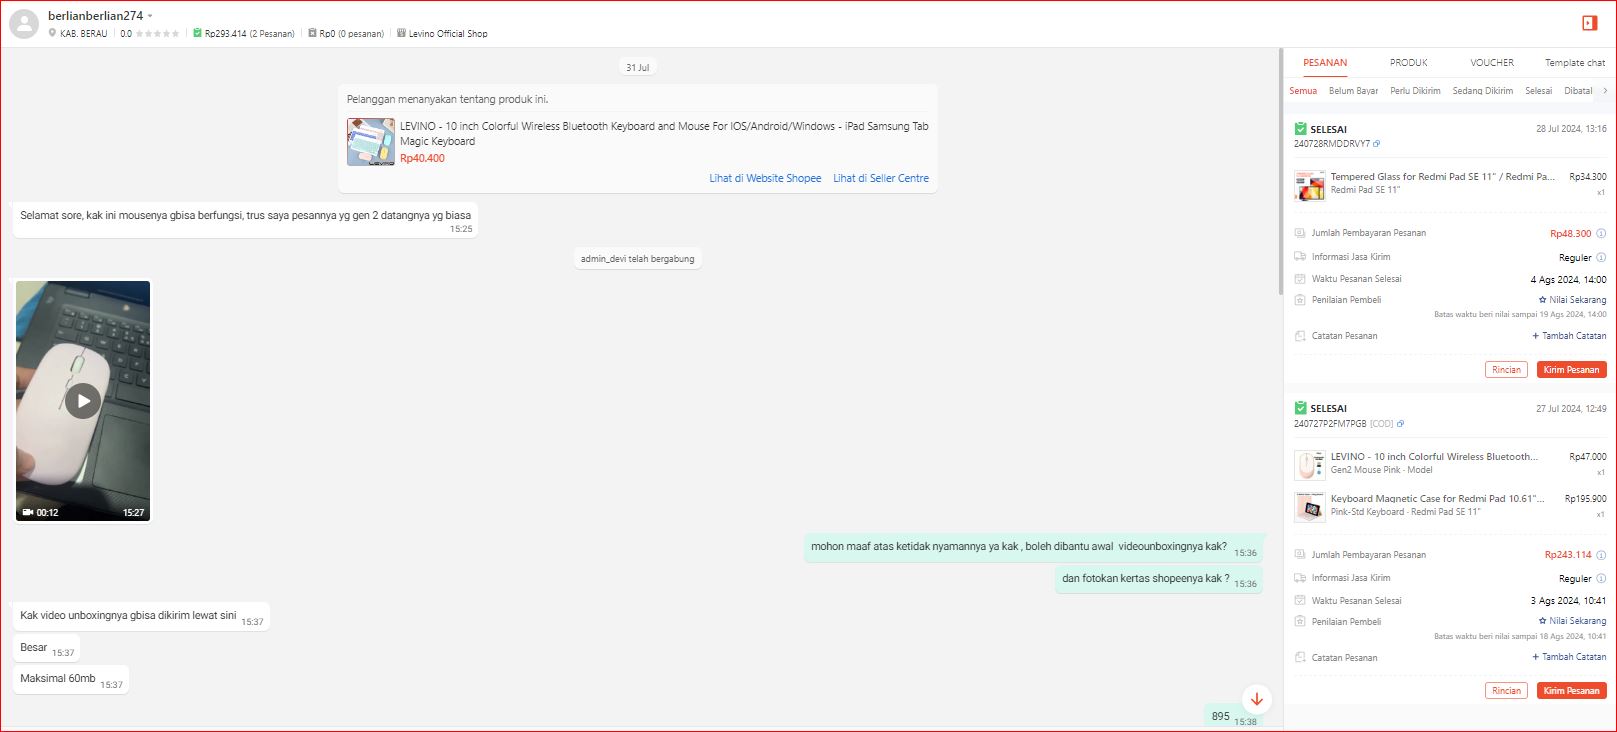 berlianberlian274
KAB. BERAU
0.0
Rp293.414 (2 Pesanan)
Rp0 (0 pesanan)
Levino Official Shop
31 Jul
Pelanggan menanyakan tentang produk ini.
LEVINO - 10 inch Colorful Wireless Bluetooth Keyboard and Mouse For IOS/Android/Windows - iPad Samsung Tab
Magic Keyboard
Rp40.400
Lihat di Website Shopee
Lihat di Seller Centre
Selamat sore, kak ini mousenya gbisa berfungsi, trus saya pesannya yg gen 2 datangnya yg biasa
15:25
admin_devi telah bergabung
00:12
15:27
mohon maaf atas ketidak nyamannya ya kak , boleh dibantu awal  videounboxingnya kak?
15:36
dan fotokan kertas shopeenya kak ?
15:36
Kak video unboxingnya gbisa dikirim lewat sini
15:37
Besar
15:37
Maksimal 60mb
15:37
895
15:38
PESANAN
PRODUK
VOUCHER
Template chat
Semua
Belum Bayar
Perlu Dikirim
Sedang Dikirim
Selesai
Dibatal
SELESAI
28 Jul 2024, 13:16
240728RMDDRVY7
Tempered Glass for Redmi Pad SE 11" / Redmi Pa...
Rp34.300
Redmi Pad SE 11"
x1
Jumlah Pembayaran Pesanan
Rp48.300
Informasi Jasa Kirim
Reguler
Waktu Pesanan Selesai
4 Ags 2024, 14:00
Penilaian Pembeli
Nilai Sekarang
Batas waktu beri nilai sampai 19 Ags 2024, 14:00
Catatan Pesanan
+ Tambah Catatan
Rincian
Kirim Pesanan
SELESAI
27 Jul 2024, 12:49
240727P2FM7PGB [COD]
LEVINO - 10 inch Colorful Wireless Bluetooth...
Rp47.000
Gen2 Mouse Pink - Model
x1
Keyboard Magnetic Case for Redmi Pad 10.61"...
Rp195.900
Pink-Std Keyboard - Redmi Pad SE 11"
x1
Jumlah Pembayaran Pesanan
Rp243.114
Informasi Jasa Kirim
Reguler
Waktu Pesanan Selesai
3 Ags 2024, 10:41
Penilaian Pembeli
Nilai Sekarang
Batas waktu beri nilai sampai 18 Ags 2024, 10:41
Catatan Pesanan
+ Tambah Catatan
Rincian
Kirim Pesanan